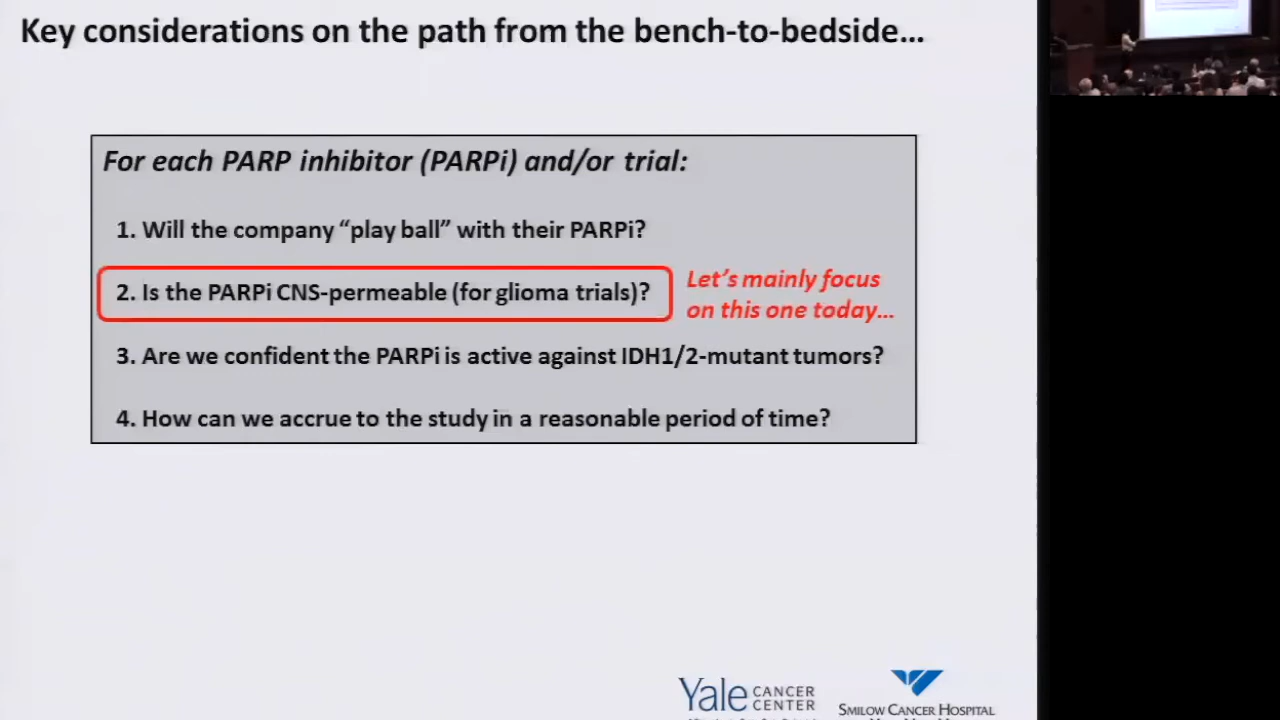 Key considerations on the path from the bench-to-bedside…
For each PARP inhibitor (PARPi) and/or trial:
1. Will the company “play ball” with their PARPi?
2. Is the PARPi CNS-permeable (for glioma trials)?
Let’s mainly focus
on this one today…
3. Are we confident the PARPi is active against IDH1/2-mutant tumors?
4. How can we accrue to the study in a reasonable period of time?
Yale CANCER
CENTER
SMILOW CANCER HOSPITAL